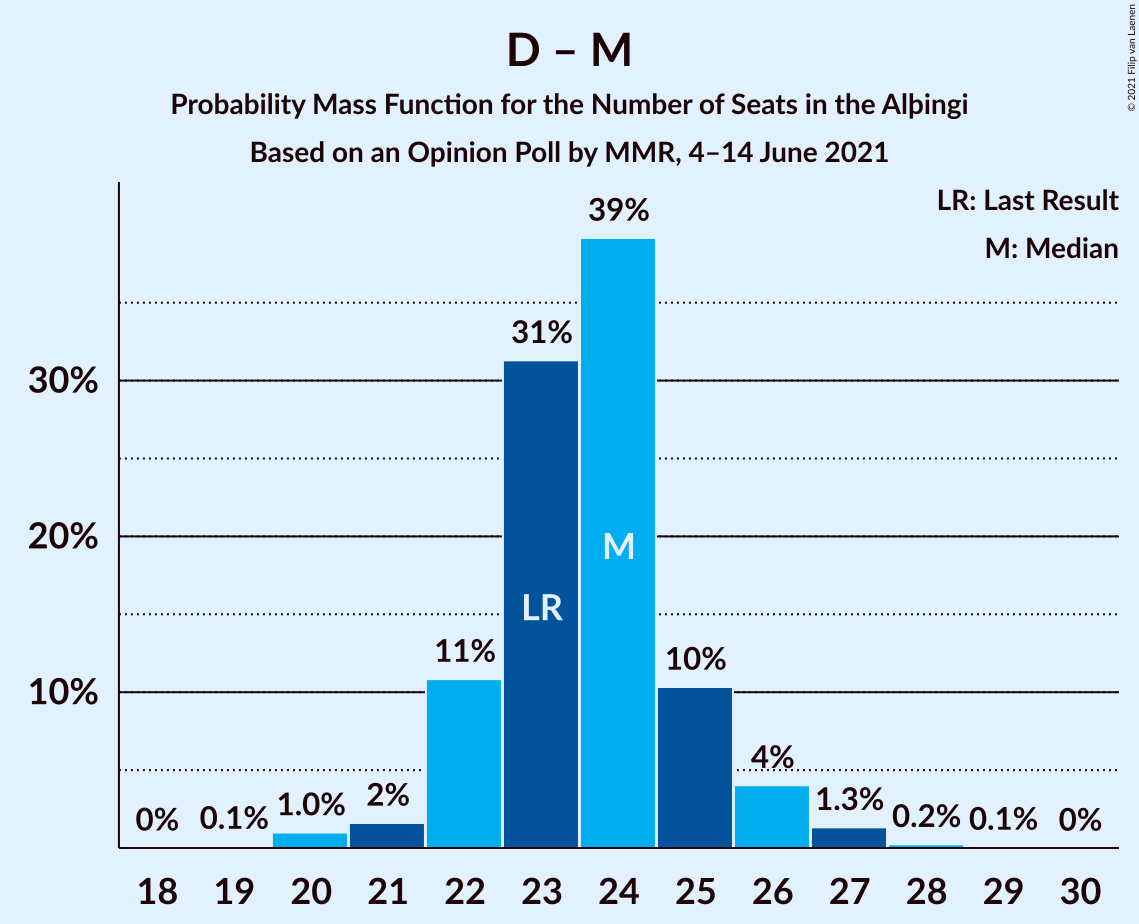 D – M
Probability Mass Function for the Number of Seats in the Alþingi
Based on an Opinion Poll by MMR, 4–14 June 2021
© 2021 Filip van Laenen
LR: Last Result
M: Median
30%
20%
10%
0%
0.1%
1.0%
2%
11%
31%
39%
10%
4%
1.3%
0.2%
0.1%
0%
LR
M
18 19 20 21 22 23 24 25 26 27 28 29 30